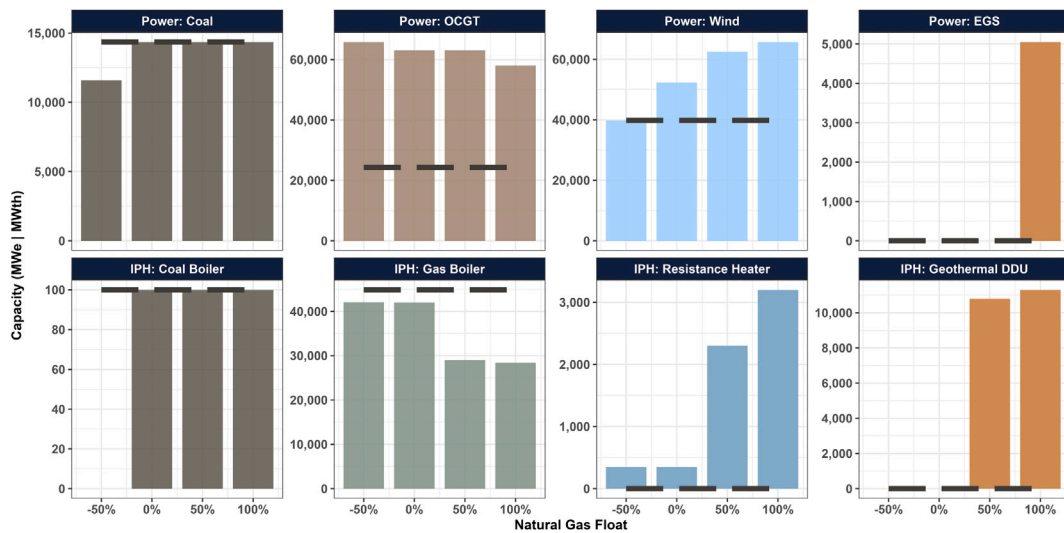 Power: Coal
Power: OCGT
Power: Wind
Power: EGS
15,000
10,000
5,000
0
60,000
40,000
20,000
0
60,000
40,000
20,000
0
5,000
4,000
3,000
2,000
1,000
0
Capacity (MWe | MWth)
IPH: Coal Boiler
IPH: Gas Boiler
IPH: Resistance Heater
IPH: Geothermal DDU
100
80
60
40
20
0
40,000
30,000
20,000
10,000
0
3,000
2,000
1,000
0
10,000
8,000
6,000
4,000
2,000
0
-50% 0% 50% 100%
-50% 0% 50% 100%
-50% 0% 50% 100%
-50% 0% 50% 100%
Natural Gas Float